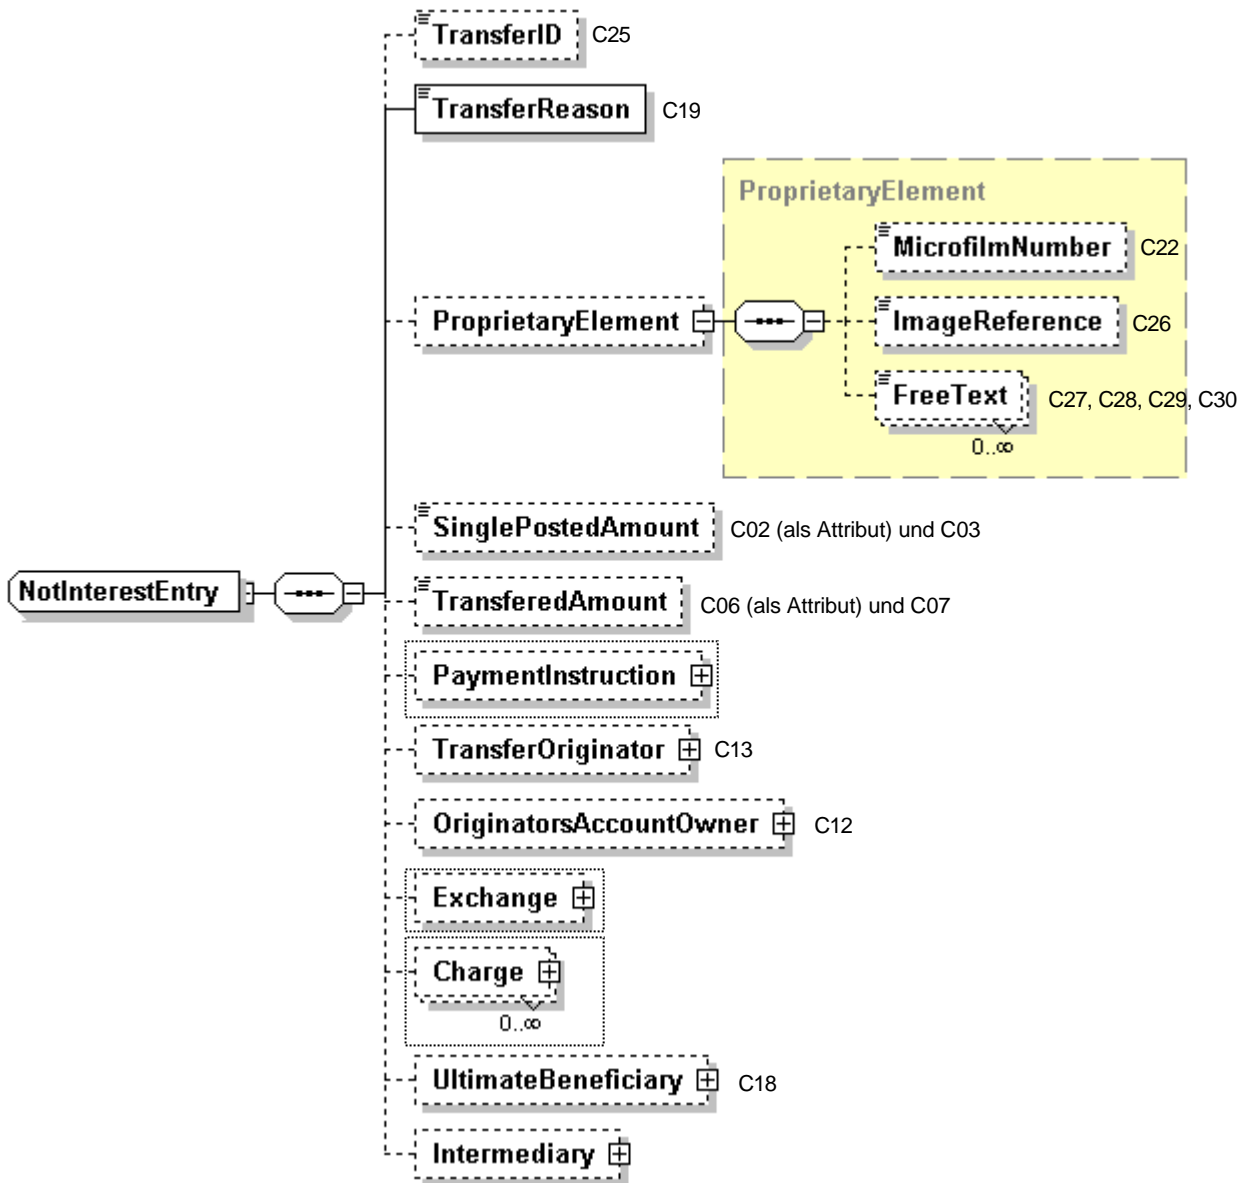 TransferID C25
TransferReason C19
ProprietaryElement
MicrofilmNumber C22
ProprietaryElement
ImageReference C26
FreeText C27, C28, C29, C30
0..∞
SinglePostedAmount C02 (als Attribut) und C03
NotInterestEntry
TransferedAmount C06 (als Attribut) und C07
PaymentInstruction
TransferOriginator C13
OriginatorsAccountOwner C12
Exchange
Charge
0..∞
UltimateBeneficiary C18
Intermediary